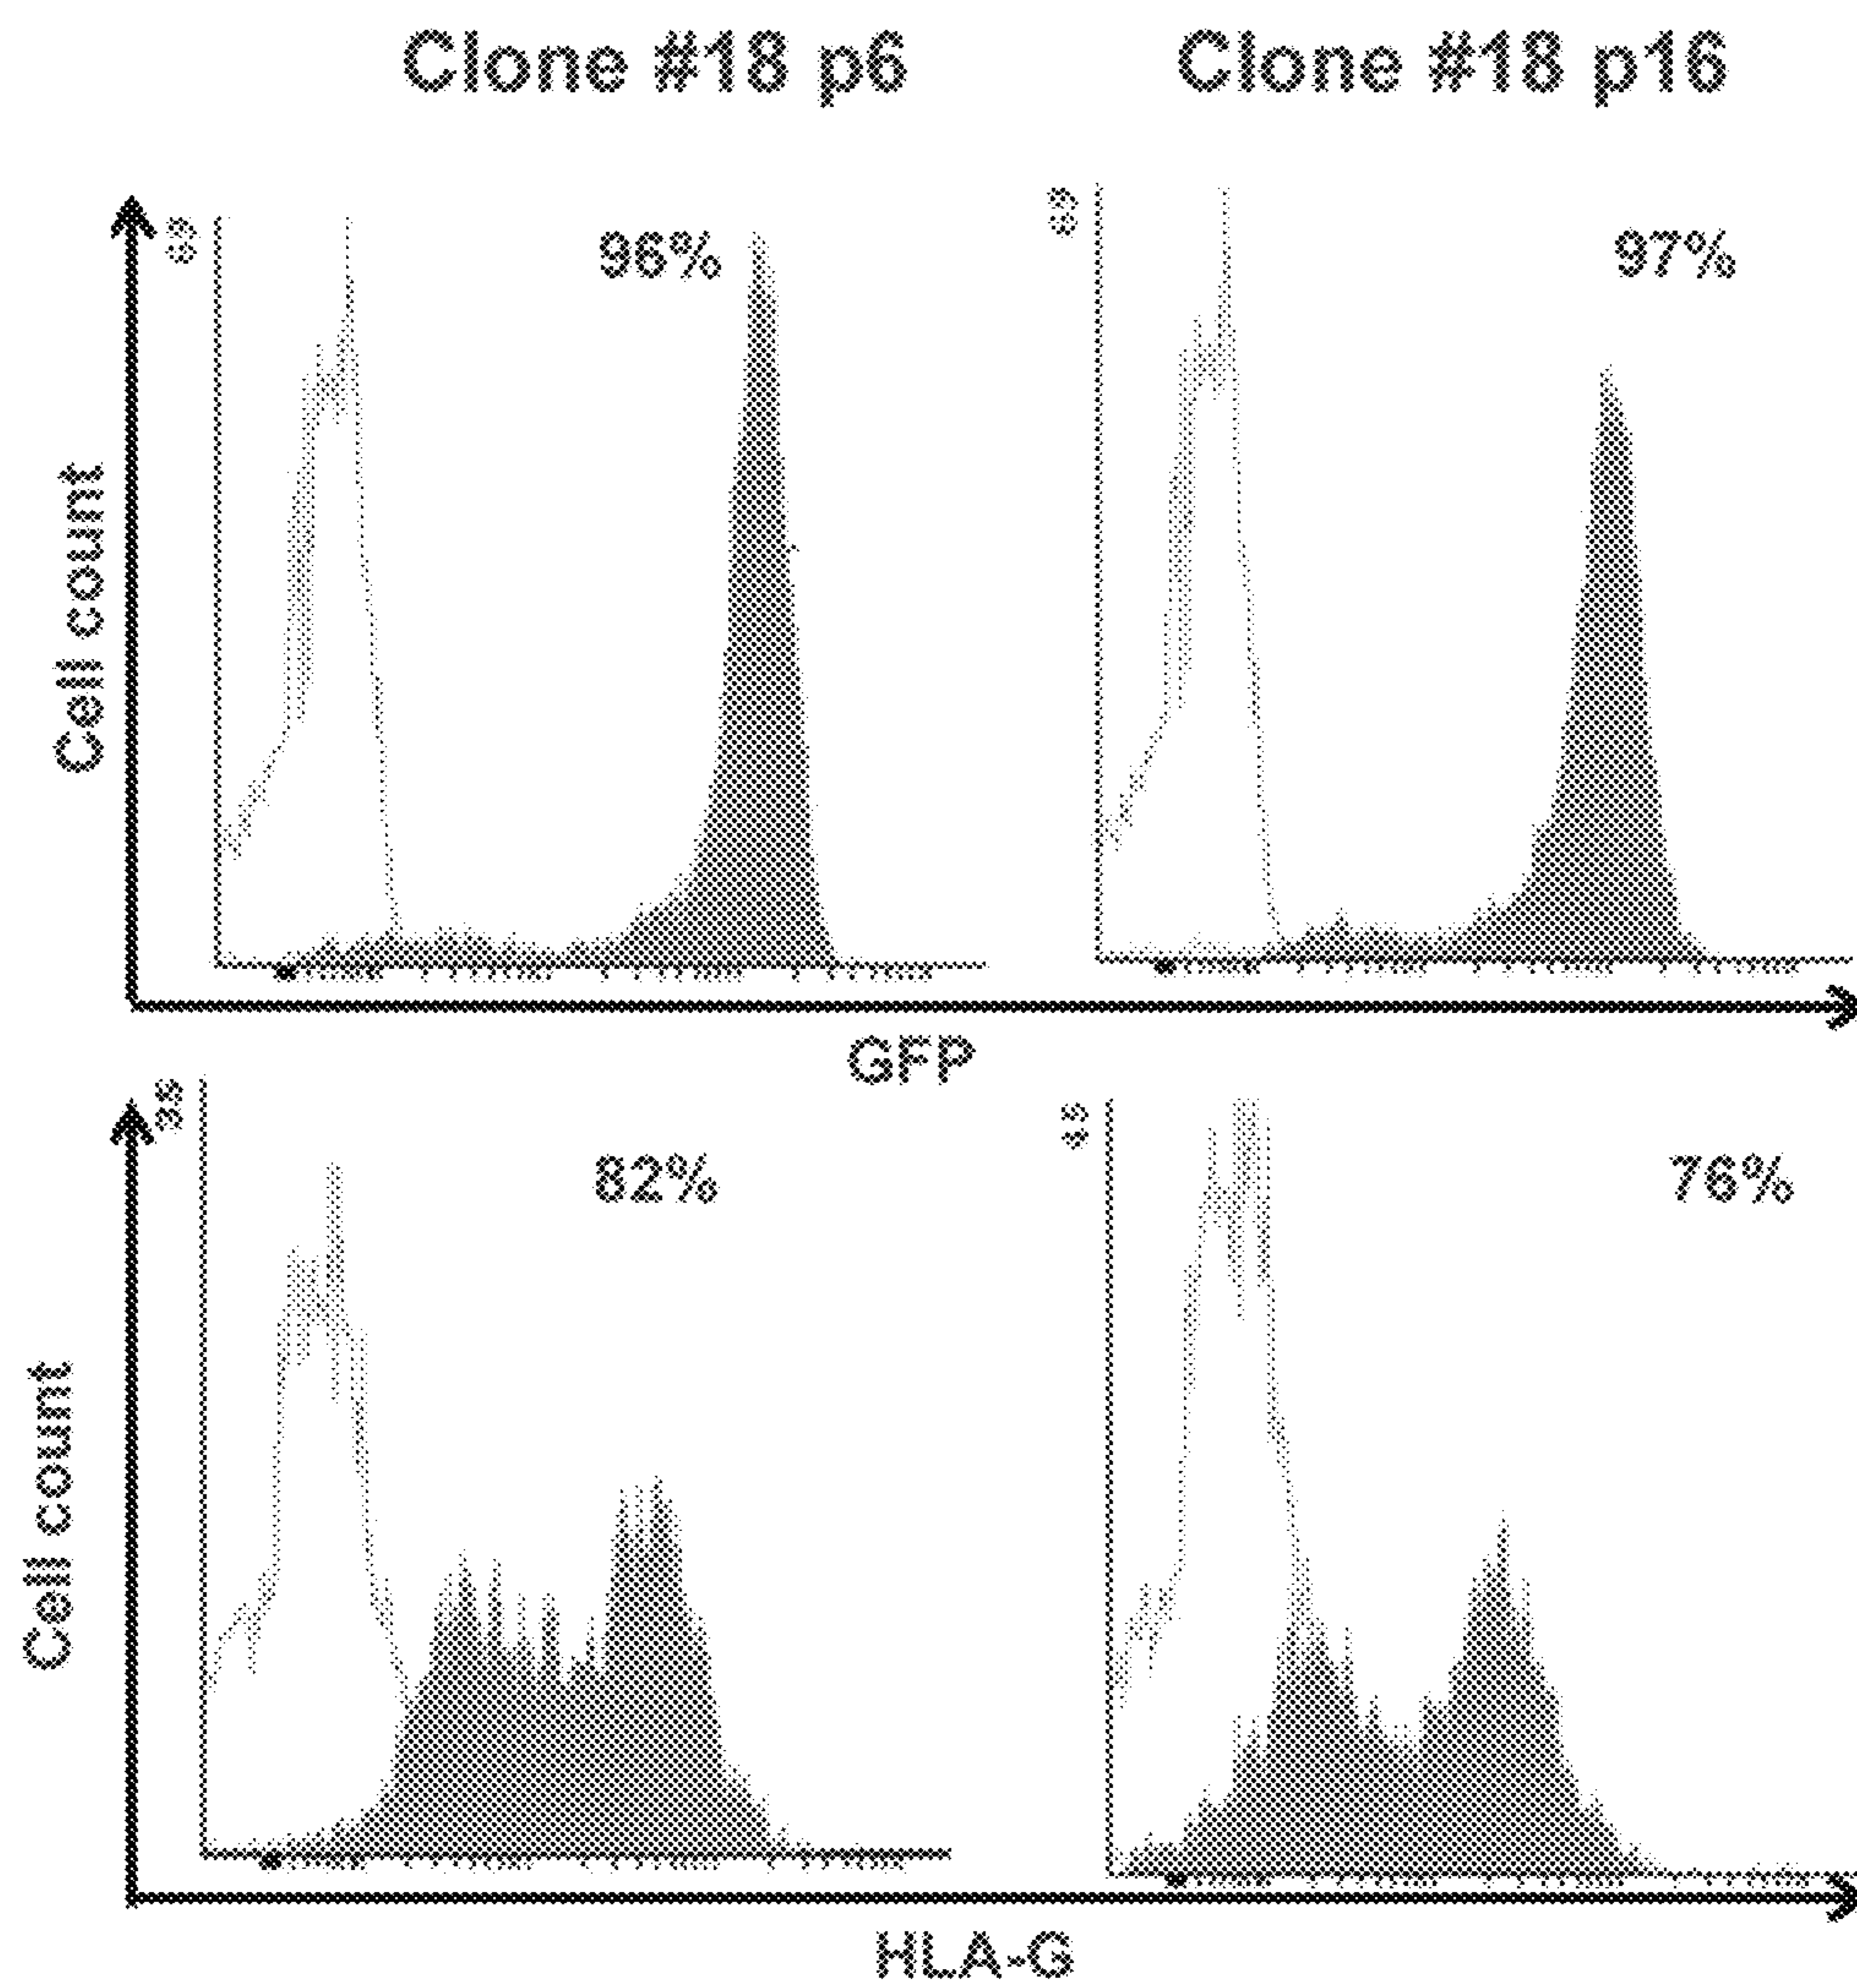 Clone #18 p6
Clone #18 p16
Cell count
96%
97%
GFP
Cell count
82%
76%
HLA-G